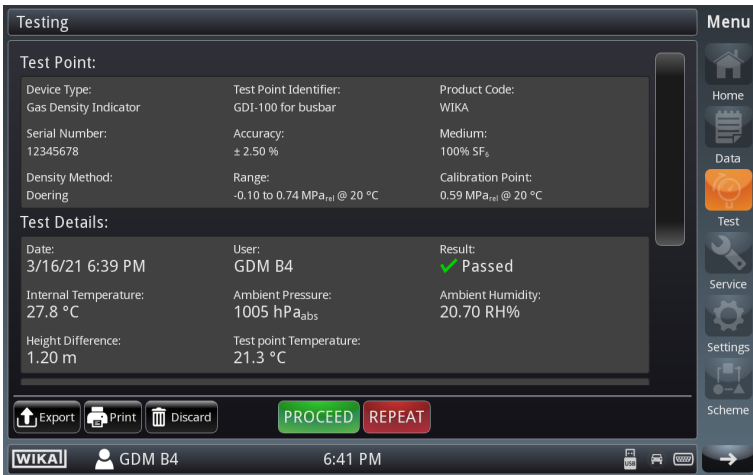 Testing
Menu
Test Point:
Device Type: Test Point Identifier: Product Code:
Gas Density Indicator GDI-100 for busbar WIKA
Serial Number: Accuracy: Medium:
12345678 ± 2.50 % 100% SF₆
Density Method: Range: Calibration Point:
Doering -0.10 to 0.74 MPaᵣₑₗ @ 20 °C 0.59 MPaᵣₑₗ @ 20 °C
Test Details:
Date: User: Result:
3/16/21 6:39 PM GDM B4 Passed
Internal Temperature: Ambient Pressure: Ambient Humidity:
27.8 °C 1005 hPaabs 20.70 RH%
Height Difference: Test point Temperature:
1.20 m 21.3 °C
Export Print Discard PROCEED REPEAT
WIKA GDM B4 6:41 PM USB
Home
Data
Test
Service
Settings
Scheme